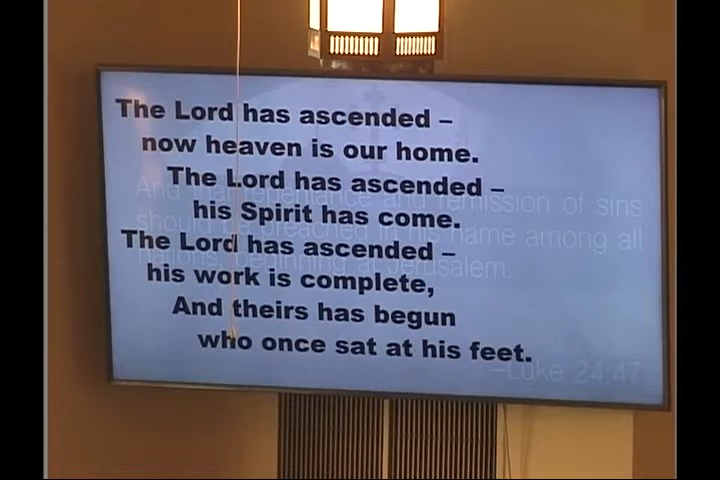 The Lord has ascended –
now heaven is our home.
The Lord has ascended –
his Spirit has come.
The Lord has ascended –
his work is complete,
And theirs has begun
who once sat at his feet.
And that repentance and remission of sins
should be preached in his name among all
nations, beginning at Jerusalem.
–Luke 24:47